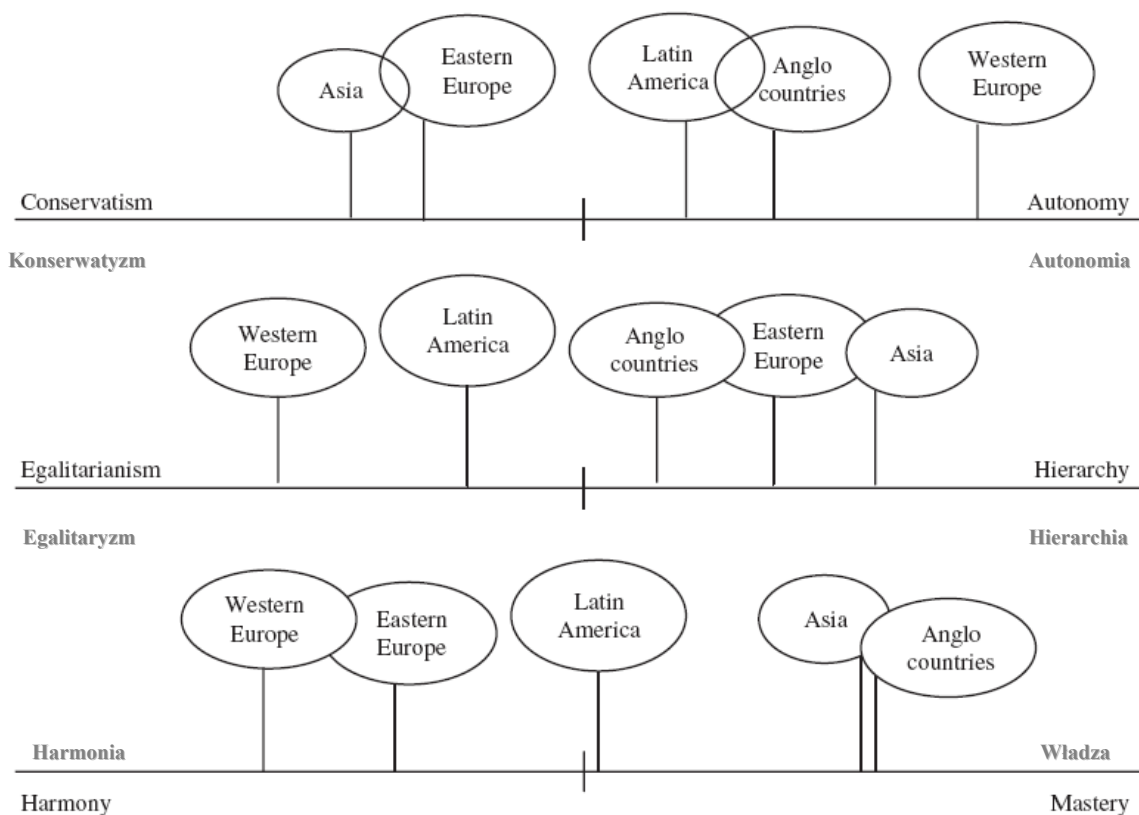 Asia
Eastern
Europe
Latin
America
Anglo
countries
Western
Europe
Conservatism
Autonomy
Konserwatyzm
Autonomia
Western
Europe
Latin
America
Anglo
countries
Eastern
Europe
Asia
Egalitarianism
Hierarchy
Egalitaryzm
Hierarchia
Western
Europe
Eastern
Europe
Latin
America
Asia
Anglo
countries
Harmonia
Władza
Harmony
Mastery